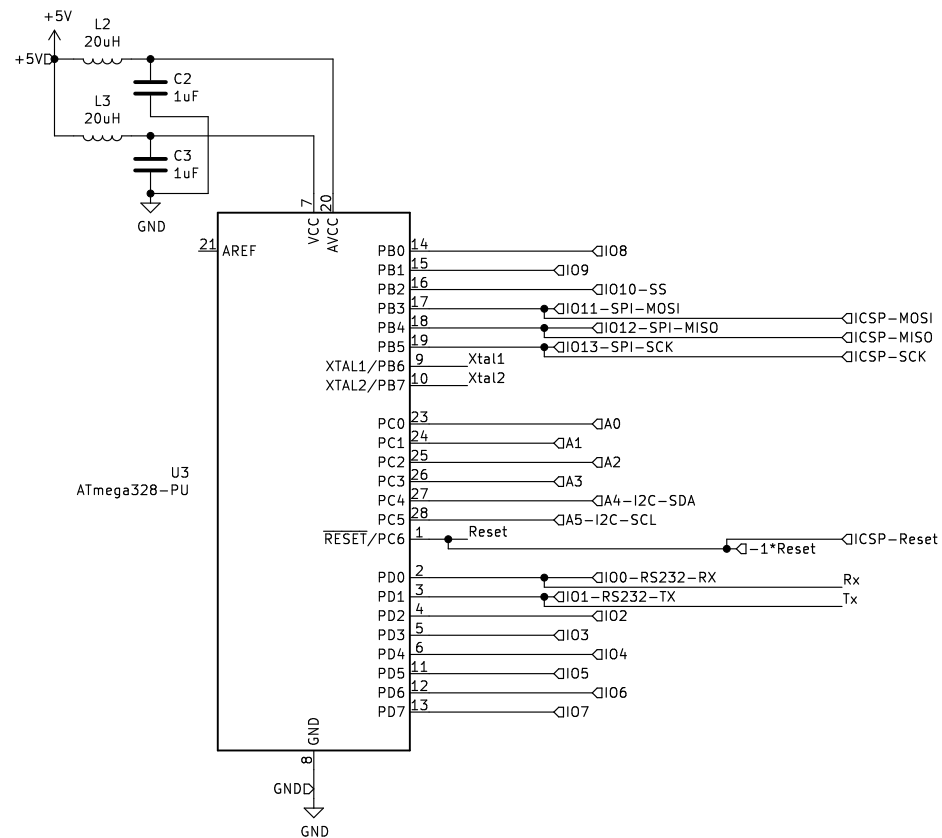 +5V
L2
20uH
+5V
C2
1uF
L3
20uH
C3
1uF
GND
7
20
VCC
AVCC
21
AREF
PB0
14
IO8
PB1
15
IO9
PB2
16
IO10-SS
PB3
17
IO11-SPI-MOSI
ICSP-MOSI
PB4
18
IO12-SPI-MISO
ICSP-MISO
PB5
19
IO13-SPI-SCK
ICSP-SCK
XTAL1/PB6
9
Xtal1
XTAL2/PB7
10
Xtal2
PC0
23
A0
PC1
24
A1
PC2
25
A2
PC3
26
A3
U3
ATmega328-PU
PC4
27
A4-I2C-SDA
PC5
28
A5-I2C-SCL
RESET/PC6
1
Reset
ICSP-Reset
-1*Reset
PD0
2
IO0-RS232-RX
Rx
PD1
3
IO1-RS232-TX
Tx
PD2
4
IO2
PD3
5
IO3
PD4
6
IO4
PD5
11
IO5
PD6
12
IO6
PD7
13
IO7
GND
8
GND
GND